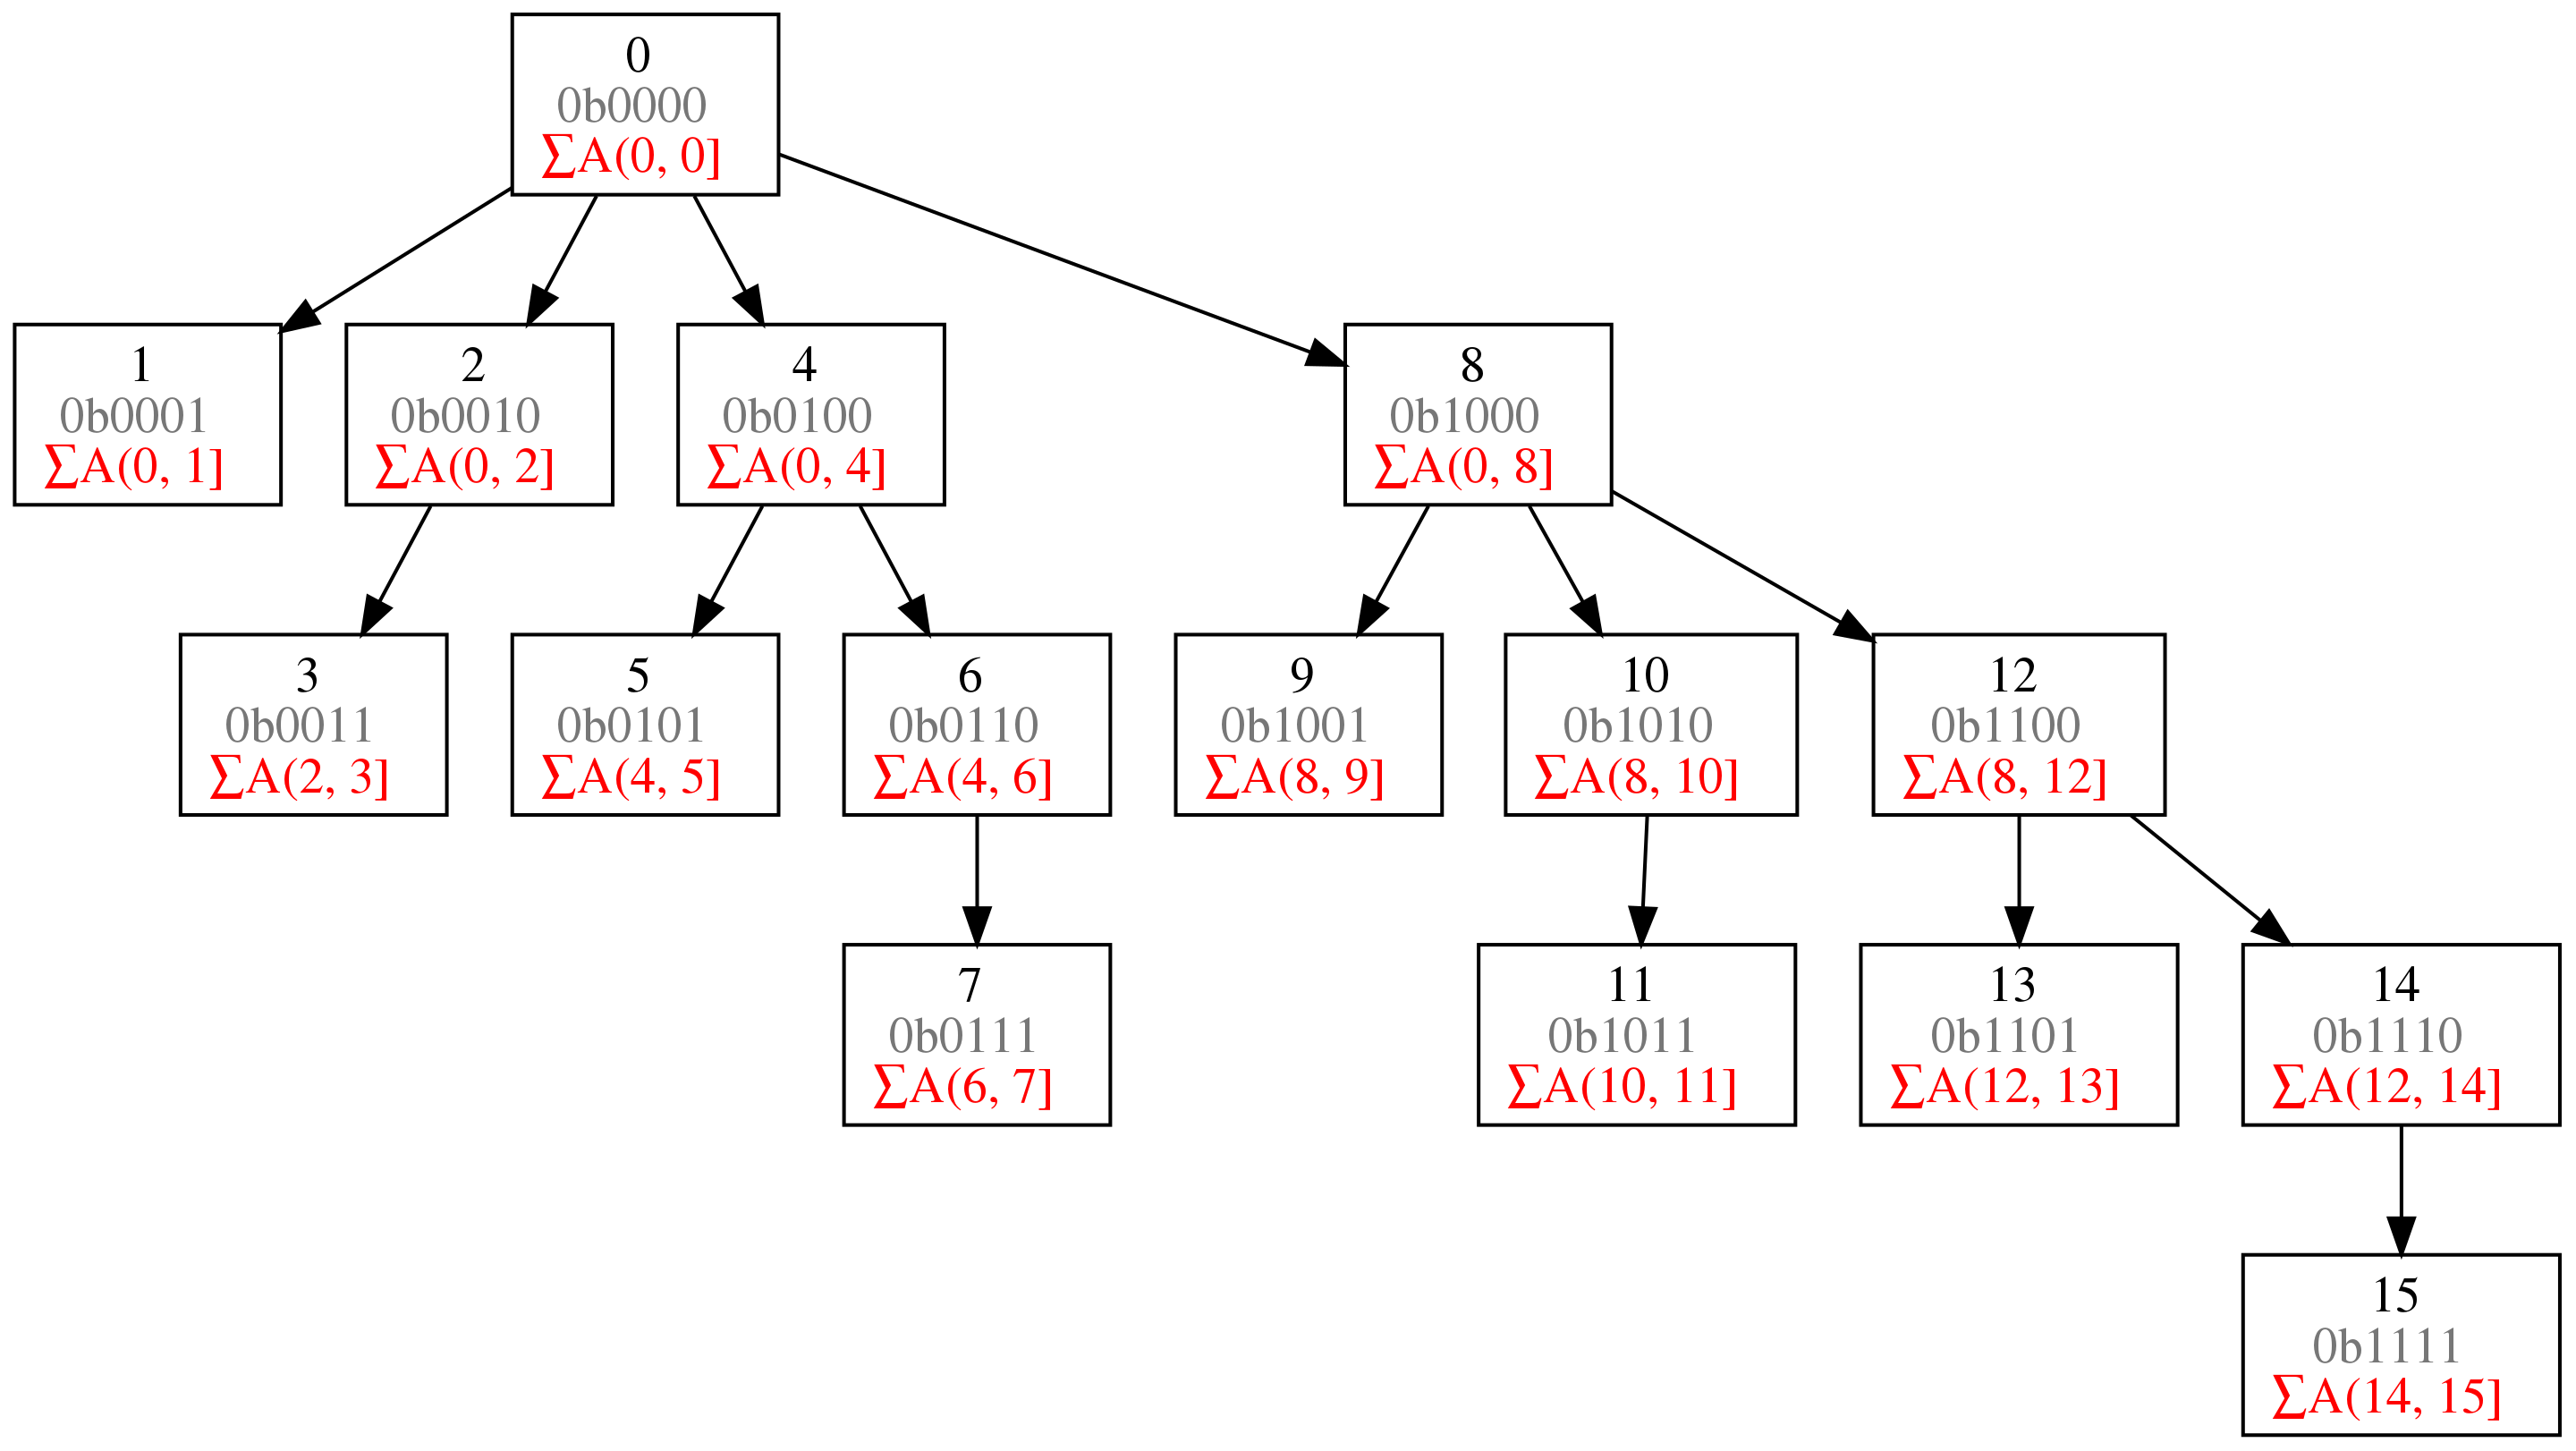 0
0b0000
∑A(0, 0]
1
0b0001
∑A(0, 1]
2
0b0010
∑A(0, 2]
4
0b0100
∑A(0, 4]
8
0b1000
∑A(0, 8]
3
0b0011
∑A(2, 3]
5
0b0101
∑A(4, 5]
6
0b0110
∑A(4, 6]
9
0b1001
∑A(8, 9]
10
0b1010
∑A(8, 10]
12
0b1100
∑A(8, 12]
7
0b0111
∑A(6, 7]
11
0b1011
∑A(10, 11]
13
0b1101
∑A(12, 13]
14
0b1110
∑A(12, 14]
15
0b1111
∑A(14, 15]